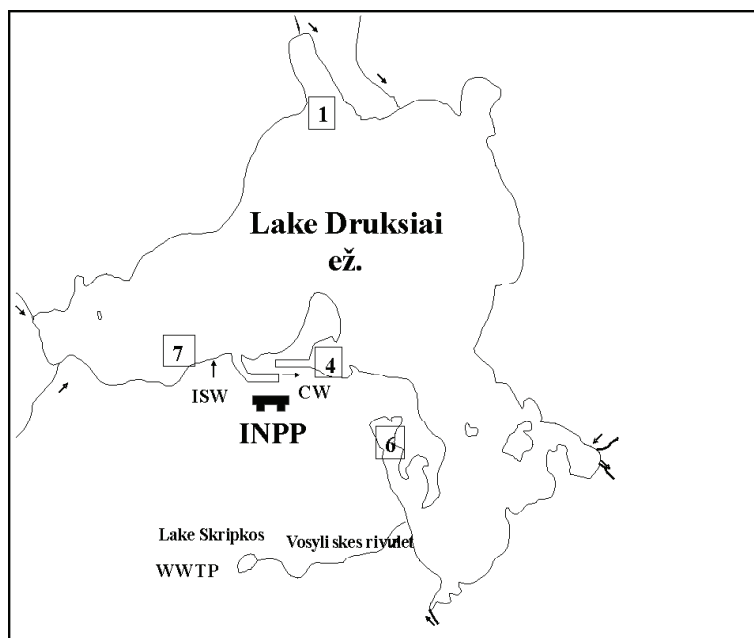 1
Lake Druksiai
ež.
7
4
ISW
CW
INPP
6
Lake Skripkos
Vosyli skes rivulet
WWTP